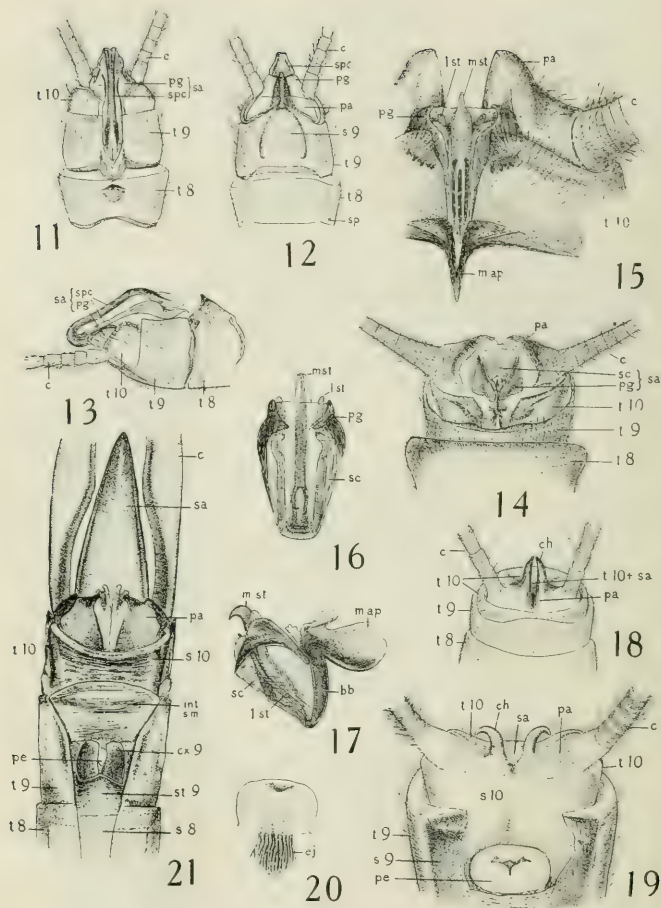 c
pg
spc
sa
t10
t9
t8
11
c
spc
pg
pa
s9
t9
t8
sp
12
lst
mst
pa
pg
c
t10
map
15
sa
spc
pg
c
t10
t9
t8
13
pa
c
sc
pg
sa
t10
t9
t8
14
mst
lst
pg
sc
16
c
sa
pa
t10
s10
int
sm
pe
cx9
t9
st9
t8
s8
21
mst
map
sc
lst
bb
17
c
ch
t10
t10+sa
t9
pa
t8
18
ej
20
t10
ch
sa
pa
c
t10
s10
t9
s9
pe
19